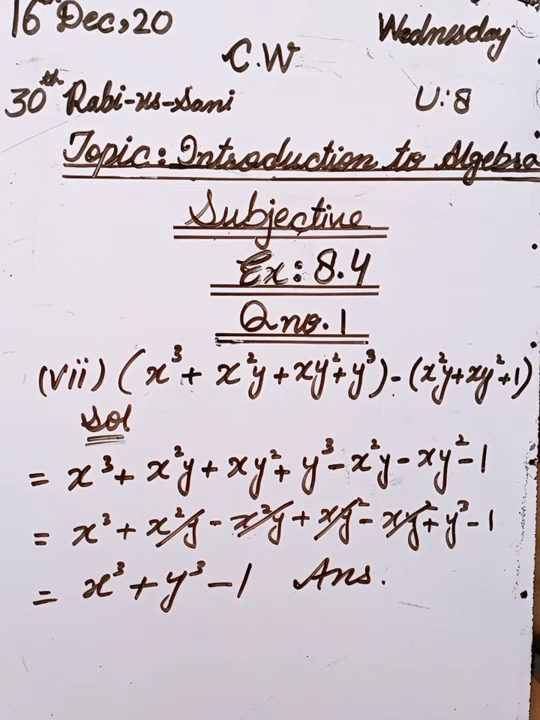 16th Dec,20 Wednesday
C.W
30th Rabi-us-Sani U:8
Topic: Introduction to Algebra
Subjective
Ex: 8.4
Q no. 1
(vii) (x³ + x²y + xy² + y³) - (x²y + xy² + 1)
Sol
= x³ + x²y + xy² + y³ - x²y - xy² - 1
= x³ + x²y - x²y + xy² - xy² + y³ - 1
= x³ + y³ - 1 Ans.